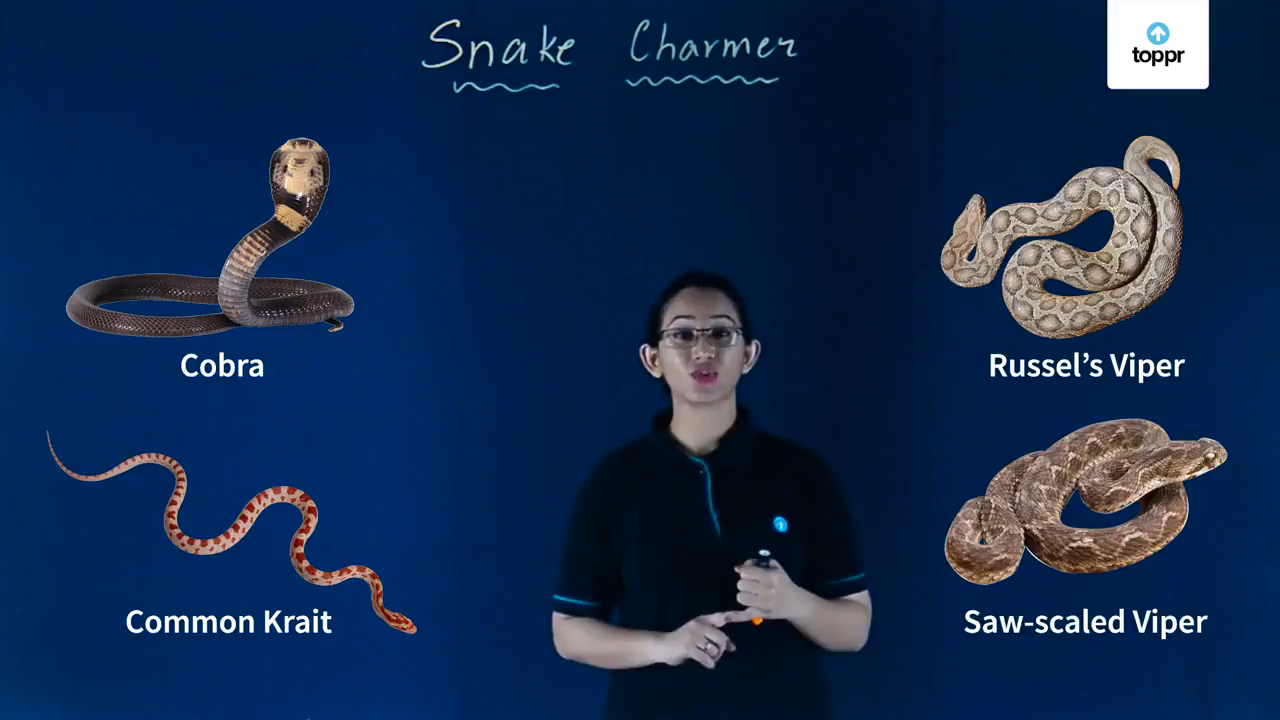 Snake Charmer
toppr
Cobra
Russel's Viper
Common Krait
Saw-scaled Viper